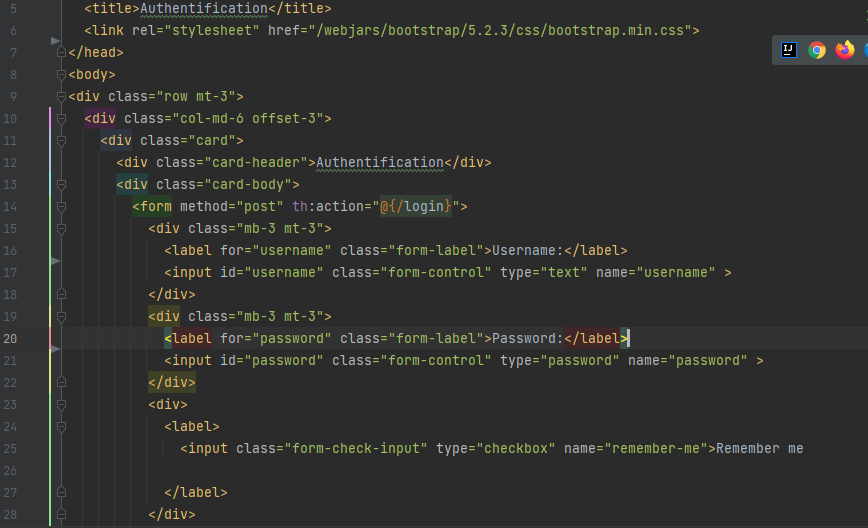 5 <title>Authentification</title>
6 <link rel="stylesheet" href="/webjars/bootstrap/5.2.3/css/bootstrap.min.css">
7 </head>
8 <body>
9 <div class="row mt-3">
10 <div class="col-md-6 offset-3">
11 <div class="card">
12 <div class="card-header">Authentification</div>
13 <div class="card-body">
14 <form method="post" th:action="@{/login}">
15 <div class="mb-3 mt-3">
16 <label for="username" class="form-label">Username:</label>
17 <input id="username" class="form-control" type="text" name="username" >
18 </div>
19 <div class="mb-3 mt-3">
20 <label for="password" class="form-label">Password:</label>
21 <input id="password" class="form-control" type="password" name="password" >
22 </div>
23 <div>
24 <label>
25 <input class="form-check-input" type="checkbox" name="remember-me">Remember me
26
27 </label>
28 </div>
IJ